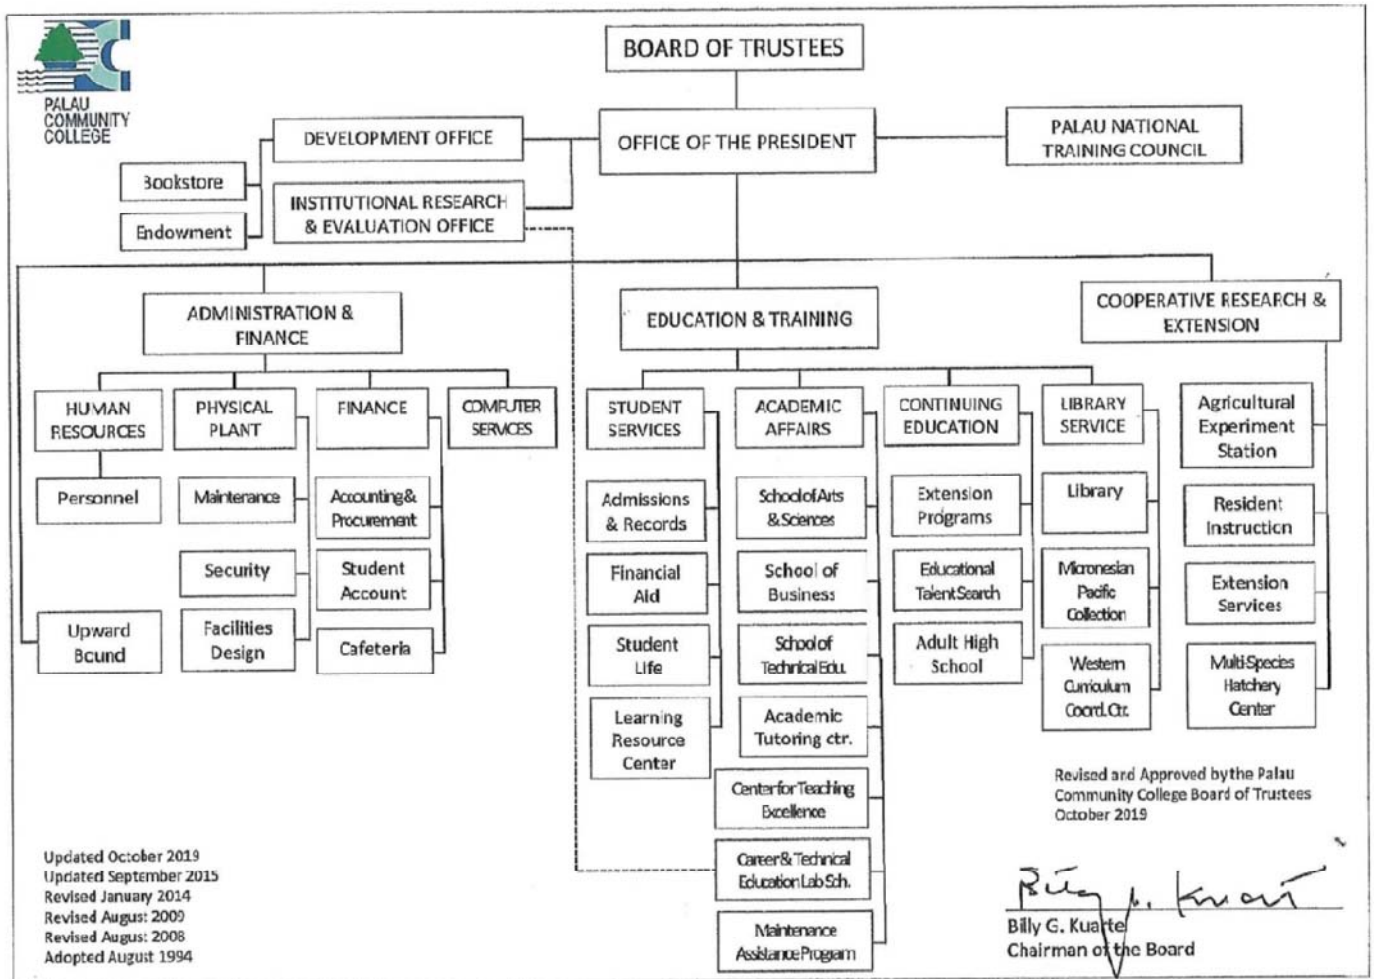 BOARD OF TRUSTEES
PALAU
COMMUNITY
COLLEGE
DEVELOPMENT OFFICE
OFFICE OF THE PRESIDENT
PALAU NATIONAL
TRAINING COUNCIL
Bookstore
Endowment
INSTITUTIONAL RESEARCH
& EVALUATION OFFICE
ADMINISTRATION &
FINANCE
EDUCATION & TRAINING
COOPERATIVE RESEARCH &
EXTENSION
HUMAN
RESOURCES
PHYSICAL
PLANT
FINANCE
COMPUTER
SERVICES
STUDENT
SERVICES
ACADEMIC
AFFAIRS
CONTINUING
EDUCATION
LIBRARY
SERVICE
Agricultural
Experiment
Station
Personnel
Maintenance
Accounting &
Procurement
Admissions
& Records
School of Arts
& Sciences
Extension
Programs
Library
Resident
Instruction
Security
Student
Account
Financial
Aid
School of
Business
Educational
Talent Search
Micronesian
Pacific
Collection
Extension
Services
Upward
Bound
Facilities
Design
Cafeteria
Student
Life
School of
Technical Edu.
Adult High
School
Western
Curriculum
Coord. Ctr.
Multi-Species
Hatchery
Center
Learning
Resource
Center
Academic
Tutoring ctr.
Center for Teaching
Excellence
Career & Technical
Education Lab Sch.
Maintenance
Assistance Program
Revised and Approved by the Palau
Community College Board of Trustees
October 2019
Updated October 2019
Updated September 2015
Revised January 2014
Revised August 2009
Revised August 2008
Adopted August 1994
Billy G. Kuartei
Chairman of the Board